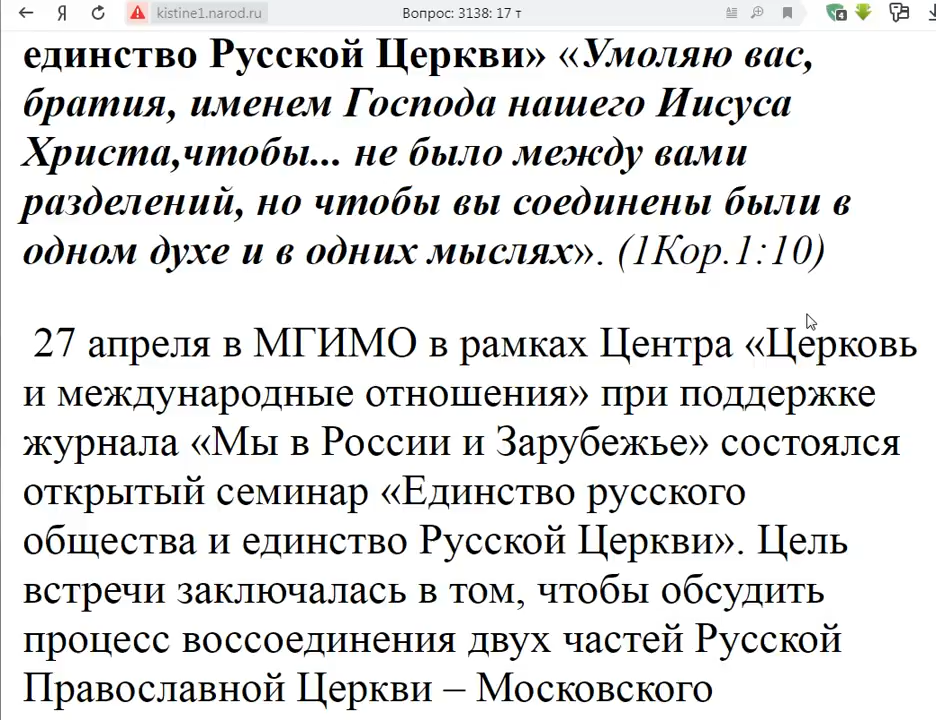 kistine1.narod.ru
Вопрос: 3138: 17 т
4
единство Русской Церкви» «Умоляю вас,
братия, именем Господа нашего Иисуса
Христа,чтобы... не было между вами
разделений, но чтобы вы соединены были в
одном духе и в одних мыслях». (1Кор.1:10)
27 апреля в МГИМО в рамках Центра «Церковь
и международные отношения» при поддержке
журнала «Мы в России и Зарубежье» состоялся
открытый семинар «Единство русского
общества и единство Русской Церкви». Цель
встречи заключалась в том, чтобы обсудить
процесс воссоединения двух частей Русской
Православной Церкви – Московского